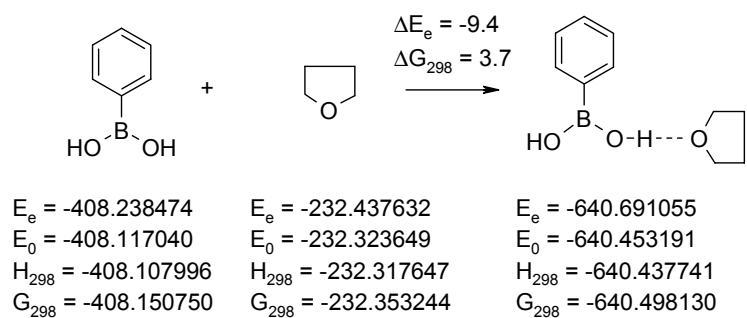 ΔEₑ = -9.4
ΔG₂₉₈ = 3.7
+
B
HO OH
O
B
HO O-H---O
Eₑ = -408.238474
E₀ = -408.117040
H₂₉₈ = -408.107996
G₂₉₈ = -408.150750
Eₑ = -232.437632
E₀ = -232.323649
H₂₉₈ = -232.317647
G₂₉₈ = -232.353244
Eₑ = -640.691055
E₀ = -640.453191
H₂₉₈ = -640.437741
G₂₉₈ = -640.498130